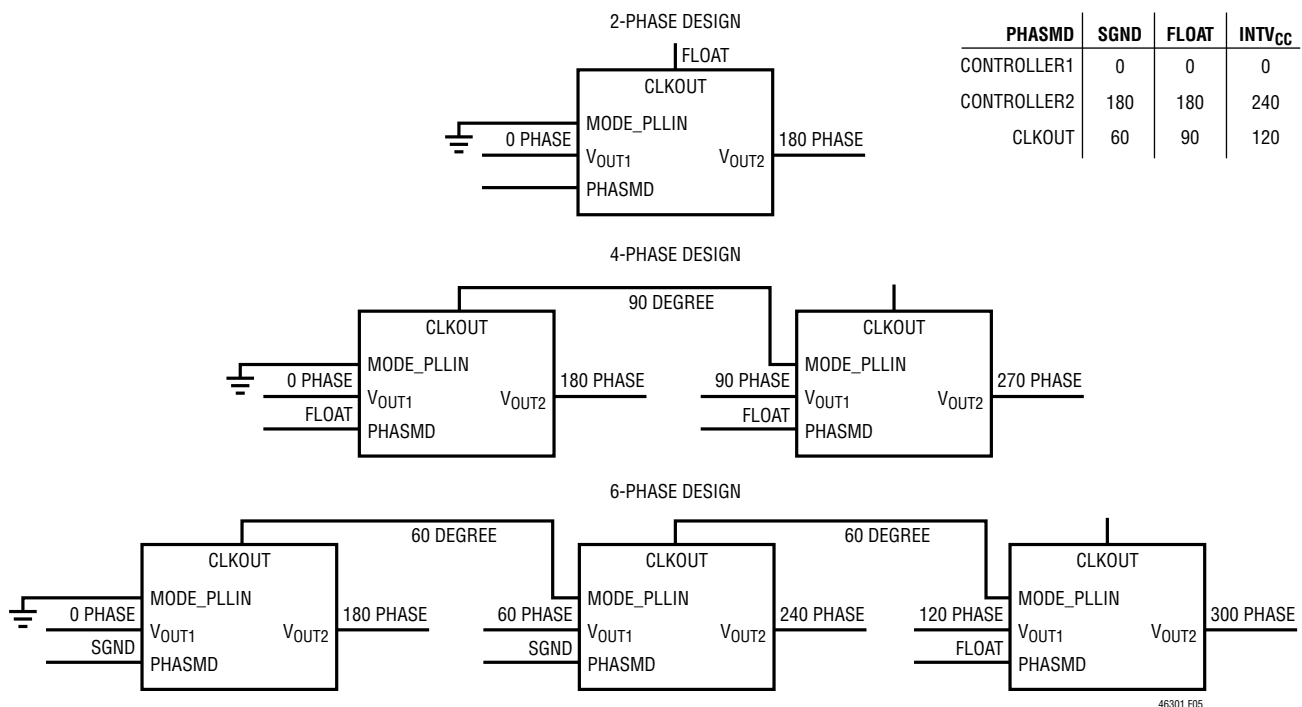 2-PHASE DESIGN
FLOAT
CLKOUT
MODE_PLLIN
0 PHASE
VOUT1
VOUT2
180 PHASE
PHASMD
PHASMD SGND FLOAT INTVCC
CONTROLLER1 0 0 0
CONTROLLER2 180 180 240
CLKOUT 60 90 120
4-PHASE DESIGN
90 DEGREE
CLKOUT
MODE_PLLIN
0 PHASE
VOUT1
VOUT2
180 PHASE
FLOAT
PHASMD
CLKOUT
MODE_PLLIN
90 PHASE
VOUT1
VOUT2
270 PHASE
FLOAT
PHASMD
6-PHASE DESIGN
60 DEGREE
60 DEGREE
CLKOUT
MODE_PLLIN
0 PHASE
VOUT1
VOUT2
180 PHASE
SGND
PHASMD
CLKOUT
MODE_PLLIN
60 PHASE
VOUT1
VOUT2
240 PHASE
SGND
PHASMD
CLKOUT
MODE_PLLIN
120 PHASE
VOUT1
VOUT2
300 PHASE
FLOAT
PHASMD
46301 F05